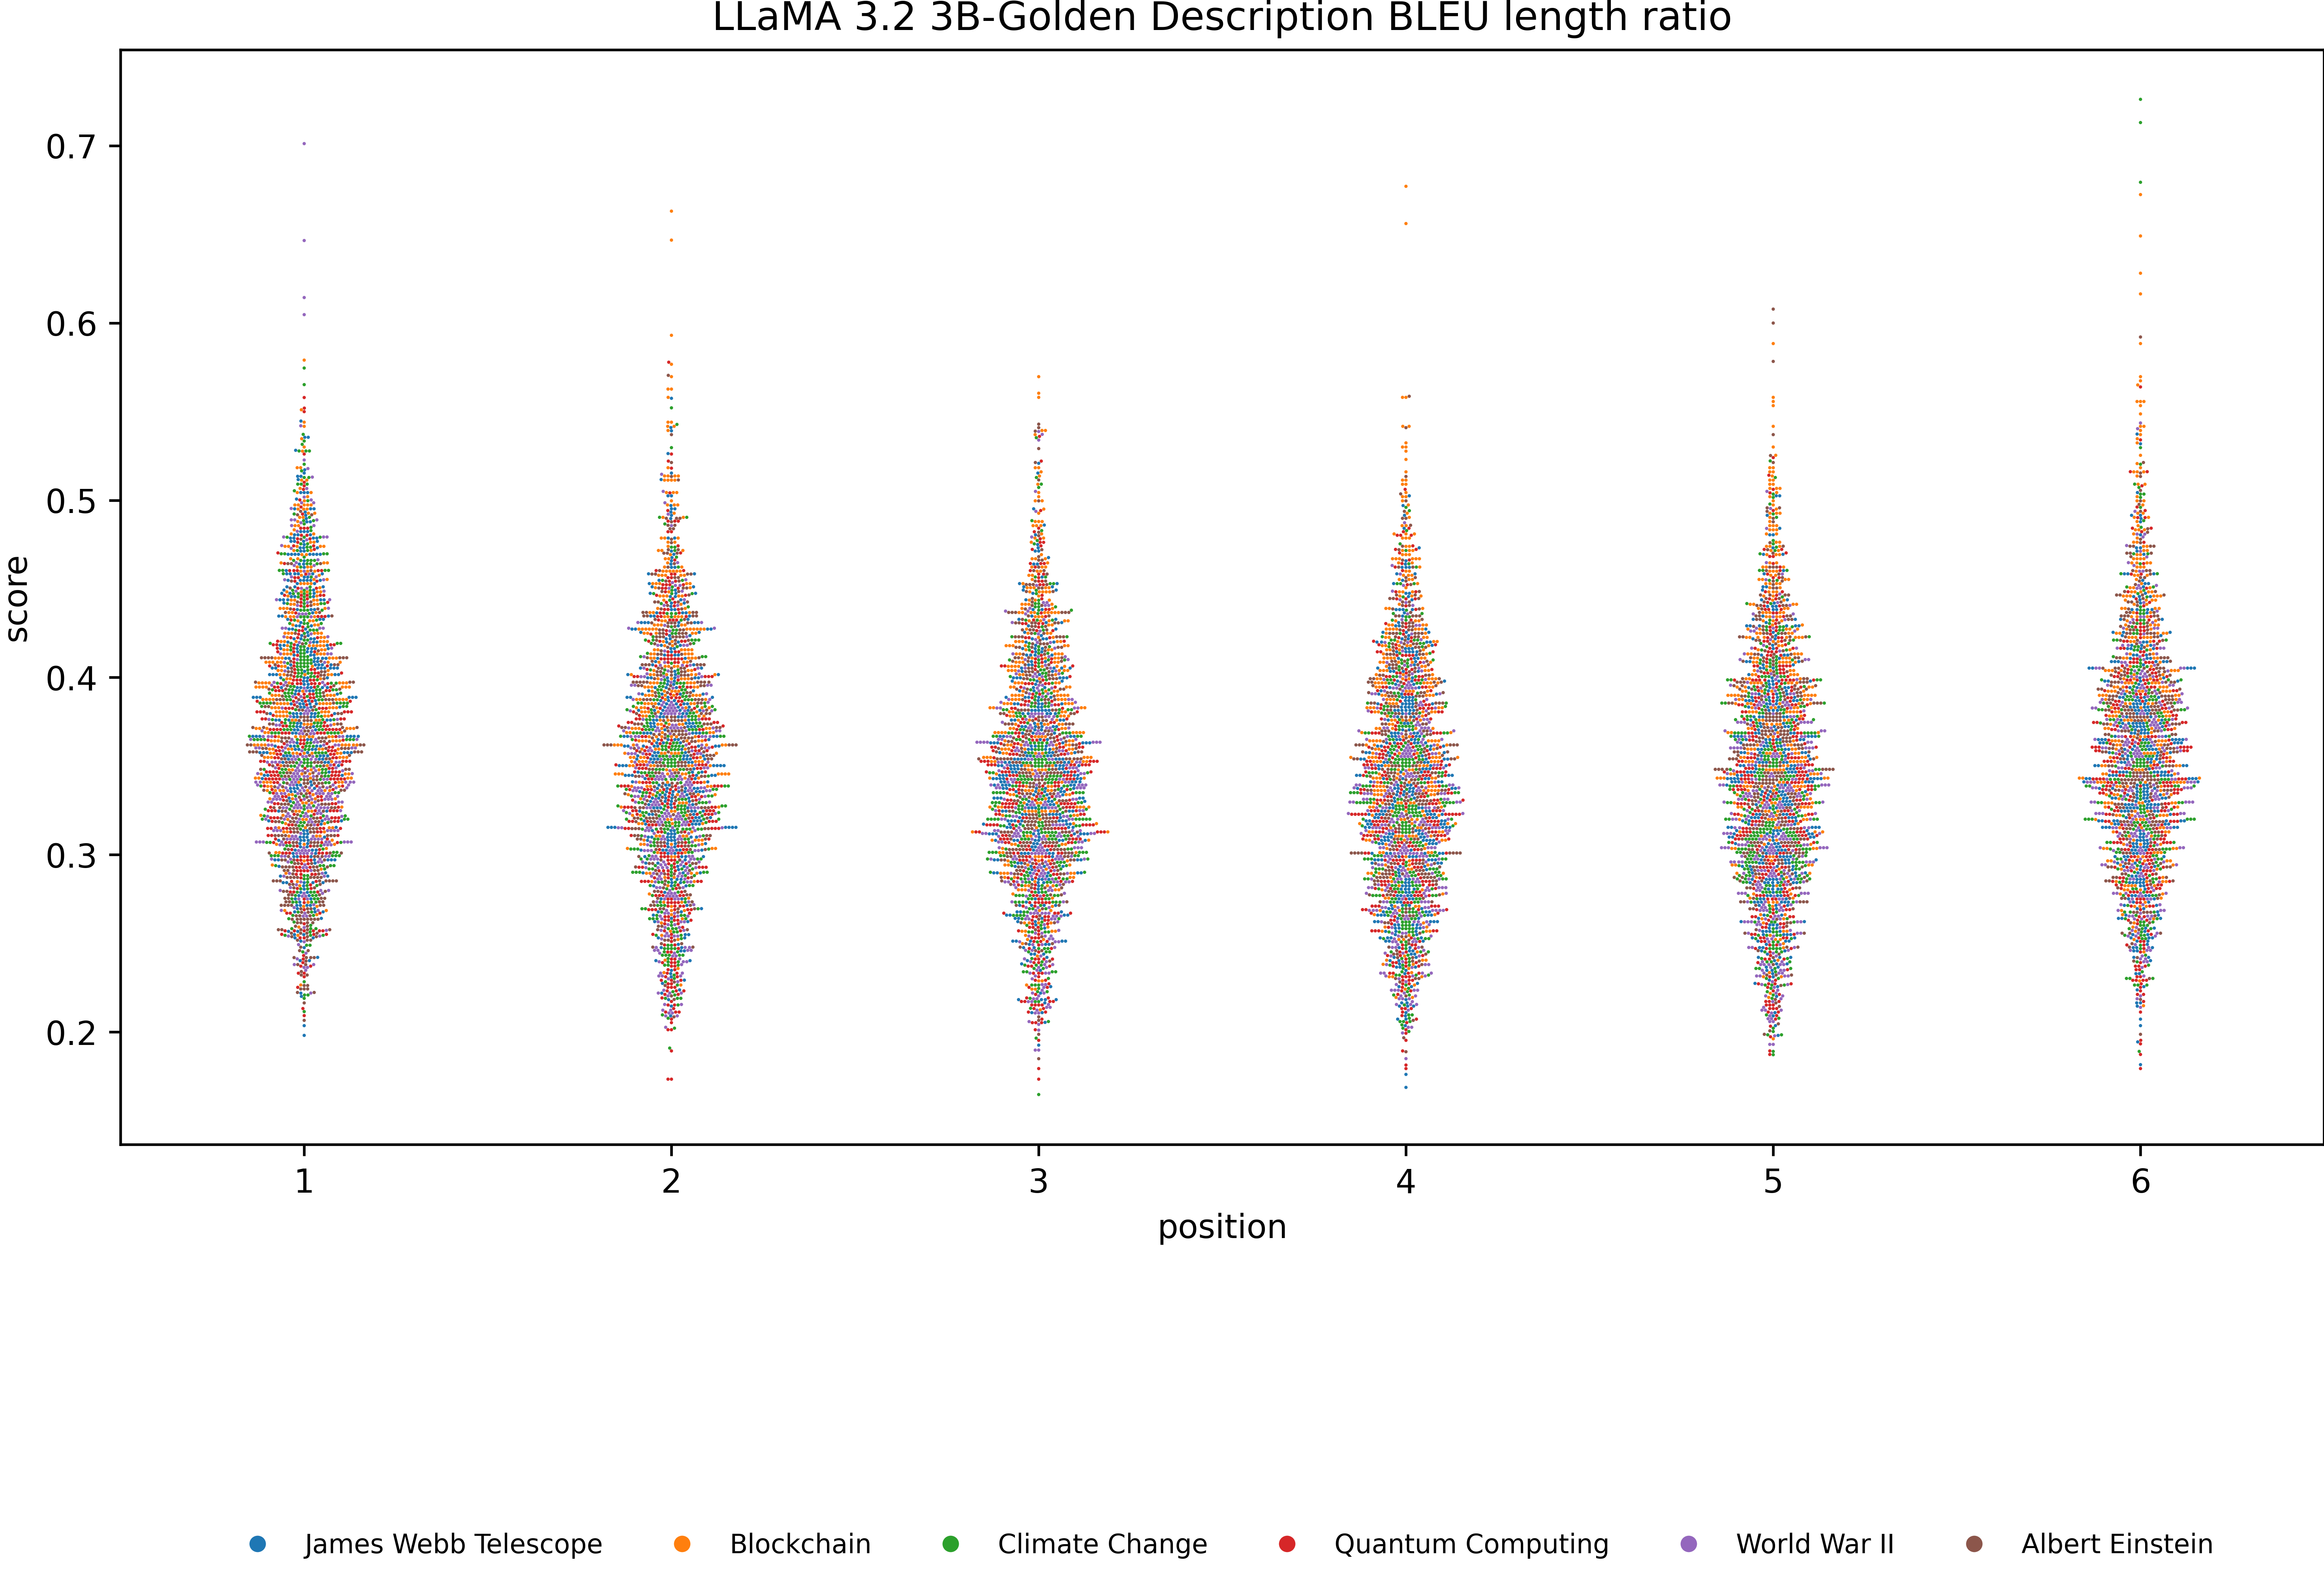 LLaMA 3.2 3B-Golden Description BLEU length ratio
0.7
0.6
0.5
0.4
0.3
0.2
score
1 2 3 4 5 6
position
James Webb Telescope Blockchain Climate Change Quantum Computing World War II Albert Einstein